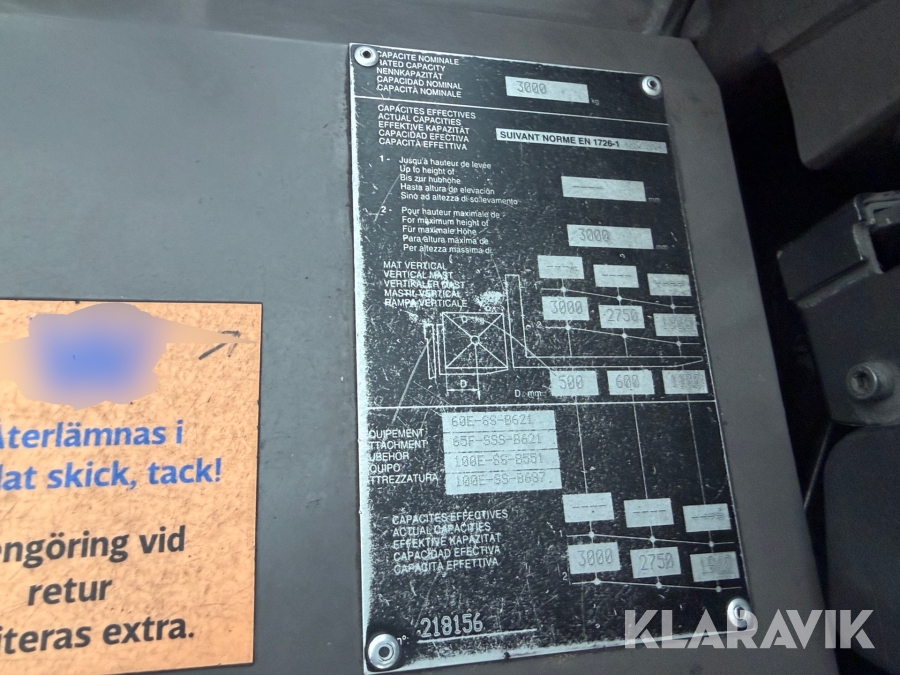 CAPACITE NOMINALE
RATED CAPACITY
NENNKAPAZITÄT
CAPACIDAD NOMINAL
CAPACITÀ NOMINALE
3000
kg
CAPACITES EFFECTIVES
ACTUAL CAPACITIES
EFFEKTIVE KAPAZITÄT
CAPACIDAD EFECTIVA
CAPACITÀ EFFETTIVA
SUIVANT NORME EN 1726-1
1 - Jusqu'à hauteur de levée
Up to height of
Bis zur hubhöhe
Hasta altura de elevación
Sino ad altezza di sollevamento
mm
2 - Pour hauteur maximale de
For maximum height of
Für maximale Höhe
Para altura máxima de
Per altezza massima di
3000
mm
MAT VERTICAL
VERTICAL MAST
VERTIKALER MAST
MASTIL VERTICAL
RAMPA VERTICALE
3000 2750
D
D
D: mm
500 600
QUIPEMENT
TTACHMENT
UBEHOR
QUIPO
TTREZZATURA
60E-SS-B621
65F-SSS-B621
100E-SS-B551
100E-SS-B687
CAPACITES EFFECTIVES
ACTUAL CAPACITIES
EFFEKTIVE KAPAZITÄT
CAPACIDAD EFECTIVA
CAPACITÀ EFFETTIVA
1
2
3000 2750
n°. 218156
Återlämnas i
lat skick, tack!
engöring vid
retur
iteras extra.
KLARAVIK